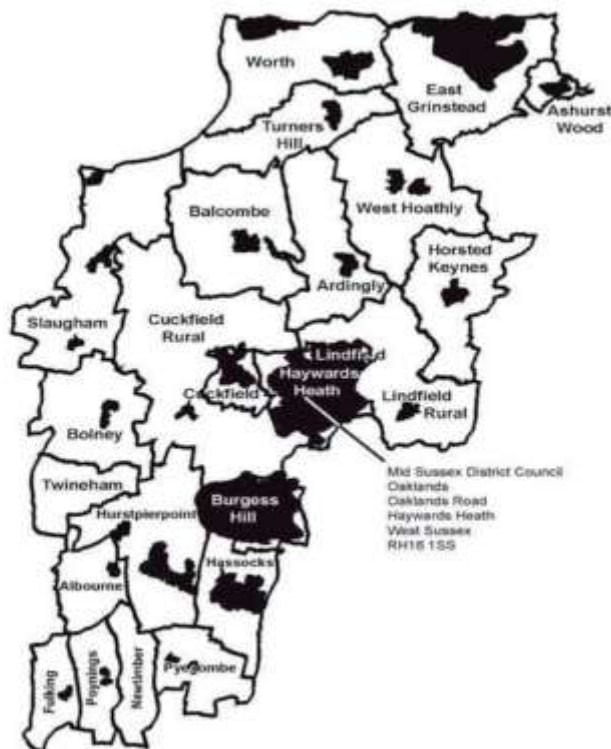 Worth
East
Grinstead
Ashurst
Wood
Turners
Hill
Balcombe
West Hoathly
Horsted
Keynes
Ardingly
Slaugham
Cuckfield
Rural
Lindfield
Haywards
Heath
Cuckfield
Lindfield
Rural
Bolney
Mid Sussex District Council
Oaklands
Oaklands Road
Haywards Heath
West Sussex
RH16 1SS
Twineham
Burgess
Hill
Hurstpierpoint
Hassocks
Albourne
Fulking
Poynings
Newtimber
Pyecombe